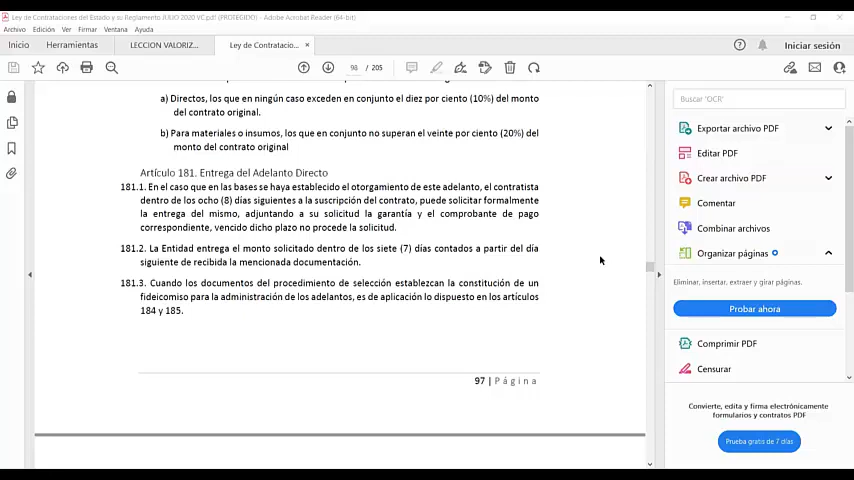 Ley de Contrataciones del Estado y su Reglamento JULIO 2020 VC.pdf (PROTEGIDO) - Adobe Acrobat Reader (64-bit)
Archivo Edición Ver Firmar Ventana Ayuda
Inicio Herramientas LECCION VALORIZ... Ley de Contratacio... × Iniciar sesión
98 / 205
a) Directos, los que en ningún caso exceden en conjunto el diez por ciento (10%) del monto
del contrato original.
b) Para materiales o insumos, los que en conjunto no superan el veinte por ciento (20%) del
monto del contrato original
Artículo 181. Entrega del Adelanto Directo
181.1. En el caso que en las bases se haya establecido el otorgamiento de este adelanto, el contratista
dentro de los ocho (8) días siguientes a la suscripción del contrato, puede solicitar formalmente
la entrega del mismo, adjuntando a su solicitud la garantía y el comprobante de pago
correspondiente, vencido dicho plazo no procede la solicitud.
181.2. La Entidad entrega el monto solicitado dentro de los siete (7) días contados a partir del día
siguiente de recibida la mencionada documentación.
181.3. Cuando los documentos del procedimiento de selección establezcan la constitución de un
fideicomiso para la administración de los adelantos, es de aplicación lo dispuesto en los artículos
184 y 185.
97 | Página
Buscar 'OCR'
Exportar archivo PDF
Editar PDF
Crear archivo PDF
Comentar
Combinar archivos
Organizar páginas
Eliminar, insertar, extraer y girar páginas.
Probar ahora
Comprimir PDF
Censurar
Convierte, edita y firma electrónicamente
formularios y contratos PDF
Prueba gratis de 7 días